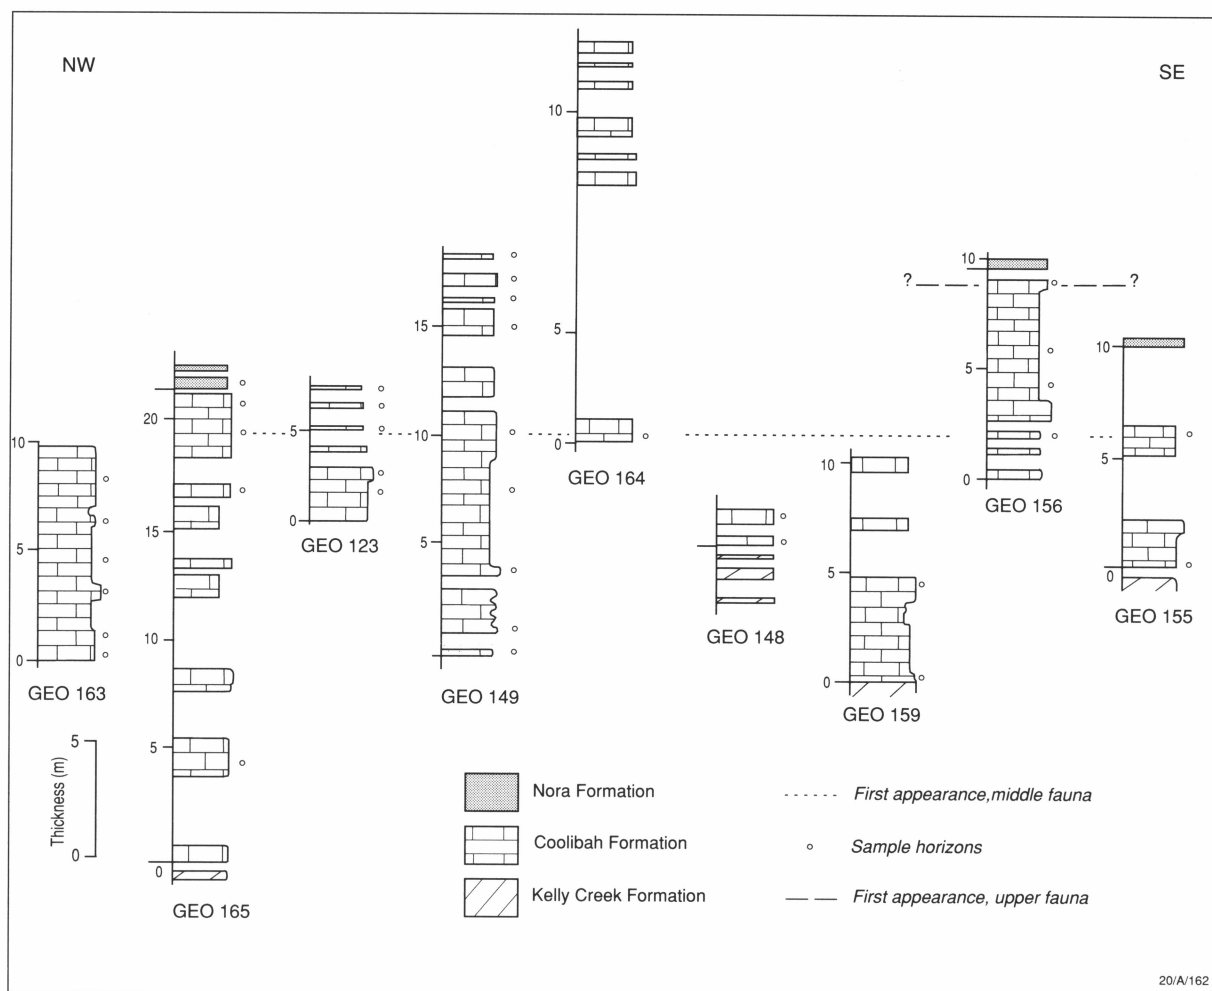 NW
SE
10
5
0
GEO 163
20
15
10
5
0
GEO 165
5
0
GEO 123
15
10
5
0
GEO 149
10
5
0
GEO 164
GEO 148
10
5
0
GEO 159
?
?
10
5
0
GEO 156
10
5
0
GEO 155
Thickness (m)
5
0
Nora Formation
Coolibah Formation
Kelly Creek Formation
First appearance, middle fauna
Sample horizons
First appearance, upper fauna
20/A/162